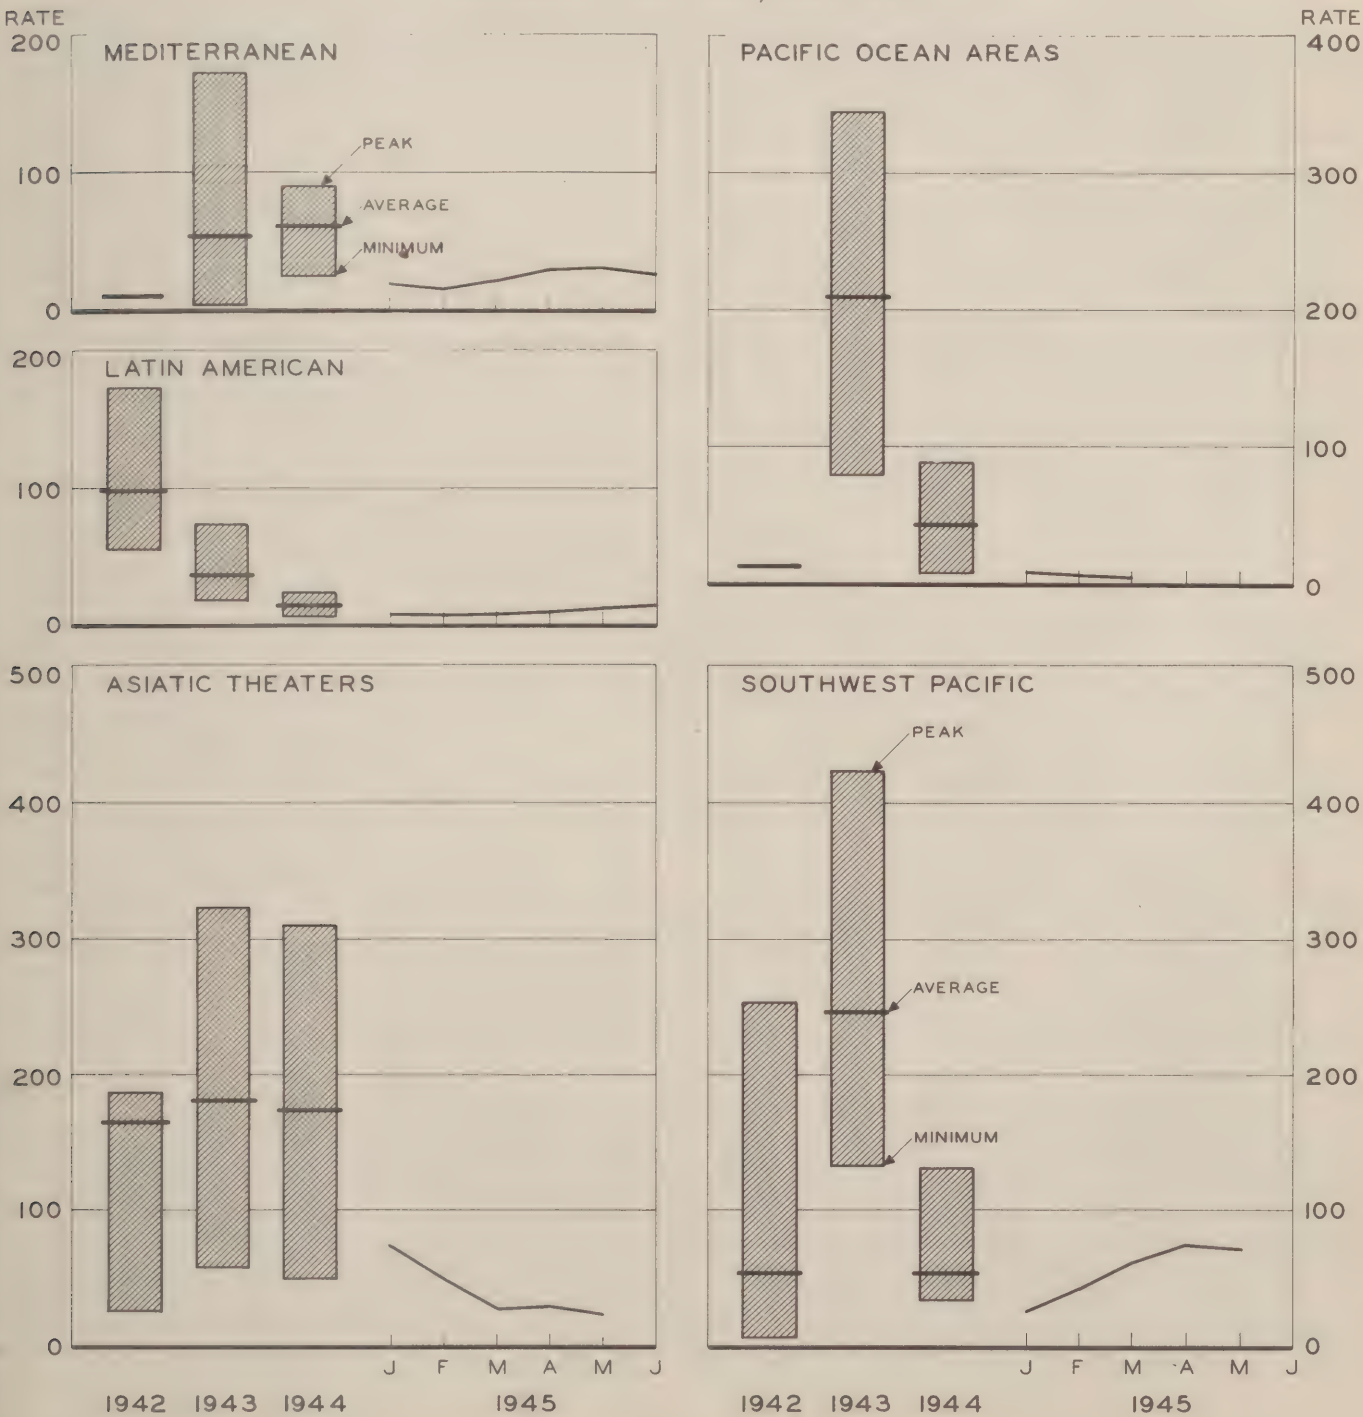 RATE
200
MEDITERRANEAN
PEAK
100
AVERAGE
MINIMUM
0
200
LATIN AMERICAN
100
0
RATE
400
PACIFIC OCEAN AREAS
300
200
100
0
500
ASIATIC THEATERS
400
300
200
100
0
J F M A M J
1942 1943 1944 1945
500
SOUTHWEST PACIFIC
PEAK
400
300
AVERAGE
200
MINIMUM
100
0
J F M A M J
1942 1943 1944 1945